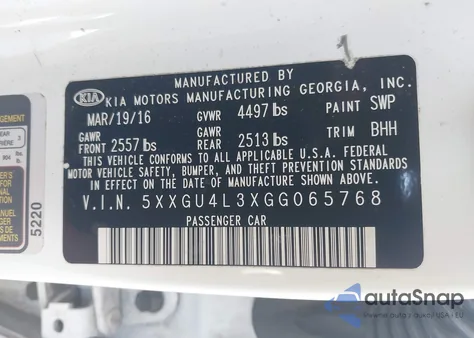 MANUFACTURED BY
KIA KIA MOTORS MANUFACTURING GEORGIA, INC.
MAR/19/16 GVWR 4497 lbs PAINT SWP
GAWR GAWR
FRONT 2557 lbs REAR 2513 lbs TRIM BHH
THIS VEHICLE CONFORMS TO ALL APPLICABLE U.S.A. FEDERAL
MOTOR VEHICLE SAFETY, BUMPER, AND THEFT PREVENTION STANDARDS
IN EFFECT ON THE DATE OF MANUFACTURE SHOWN ABOVE.
V.I.N. 5XXGU4L3XGG065768
PASSENGER CAR
5220
autoSnap